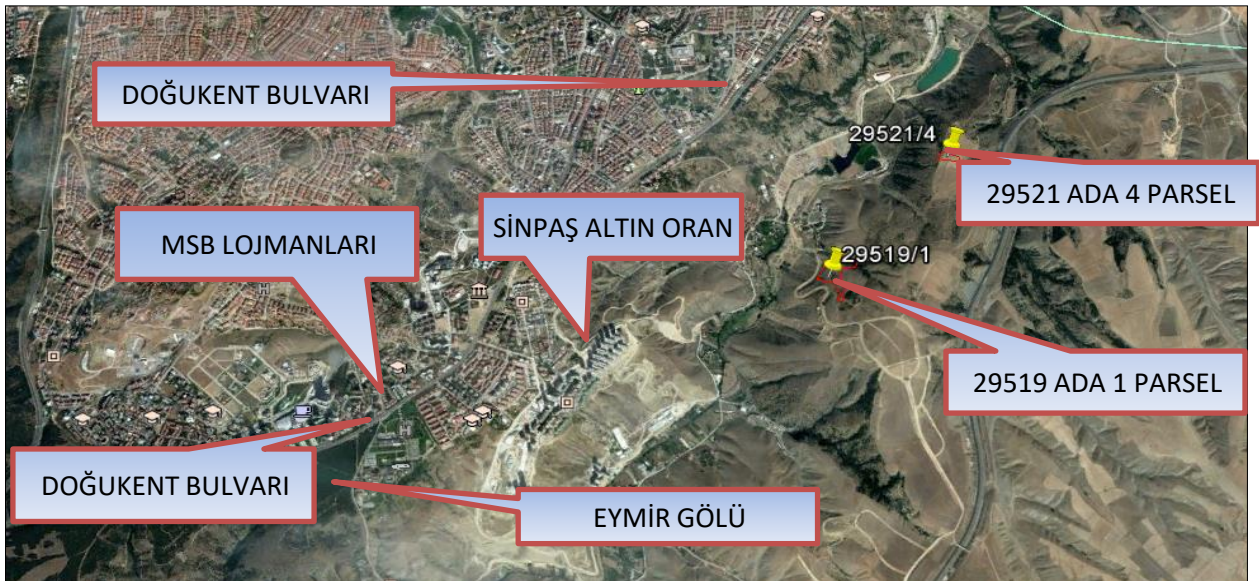 DOĞUKENT BULVARI
29521/4
29521 ADA 4 PARSEL
MSB LOJMANLARI
SİNPAŞ ALTIN ORAN
29519/1
29519 ADA 1 PARSEL
DOĞUKENT BULVARI
EYMİR GÖLÜ